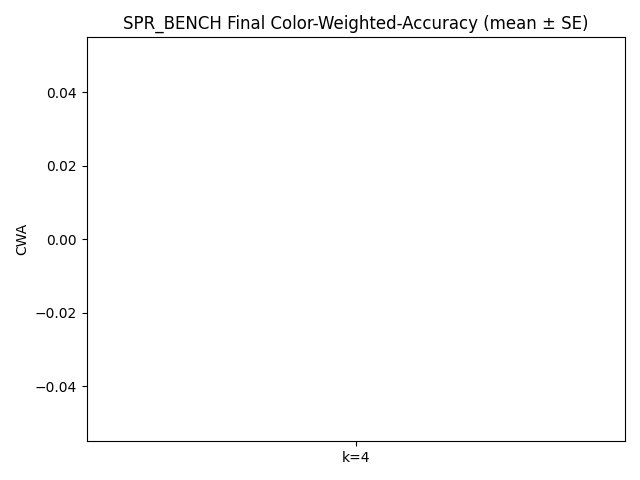 SPR_BENCH Final Color-Weighted-Accuracy (mean ± SE)
0.04
0.02
0.00
−0.02
−0.04
CWA
k=4